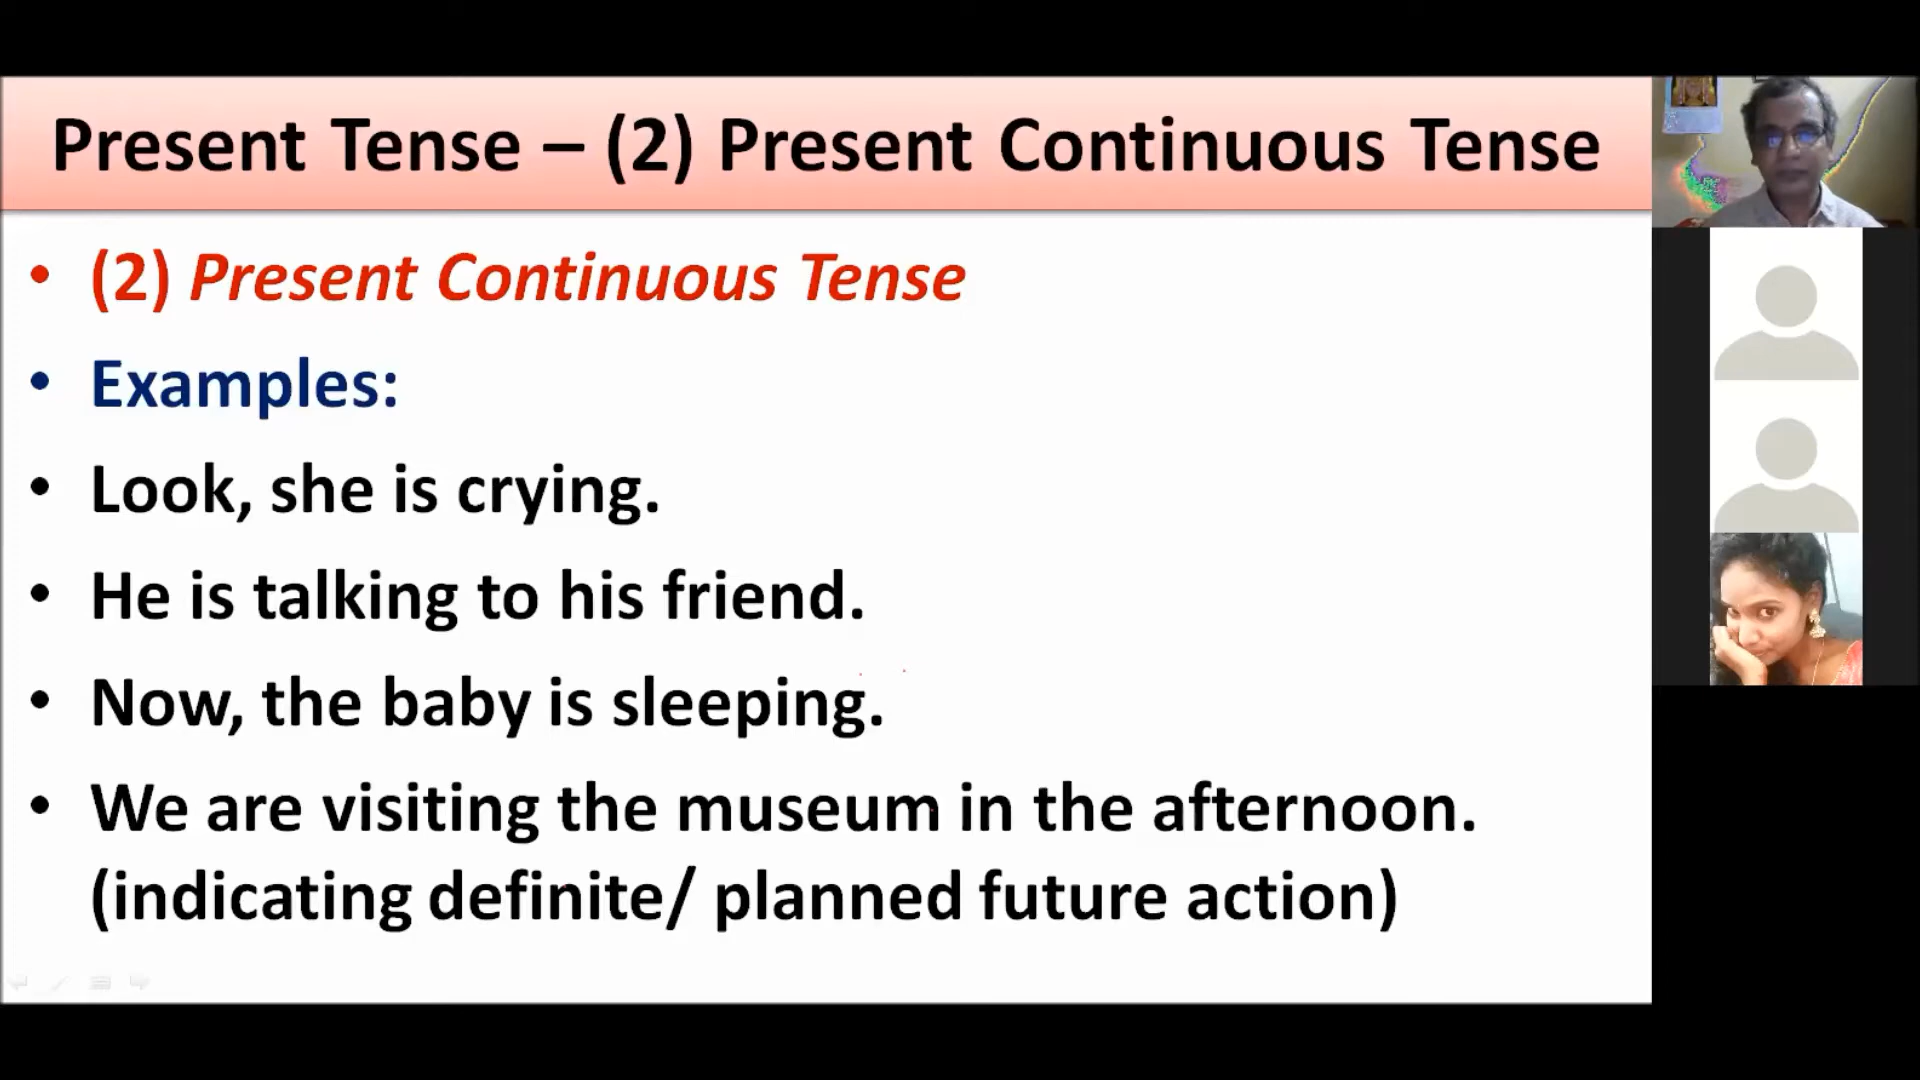 Present Tense – (2) Present Continuous Tense
• (2) Present Continuous Tense
• Examples:
• Look, she is crying.
• He is talking to his friend.
• Now, the baby is sleeping.
• We are visiting the museum in the afternoon.
(indicating definite/ planned future action)